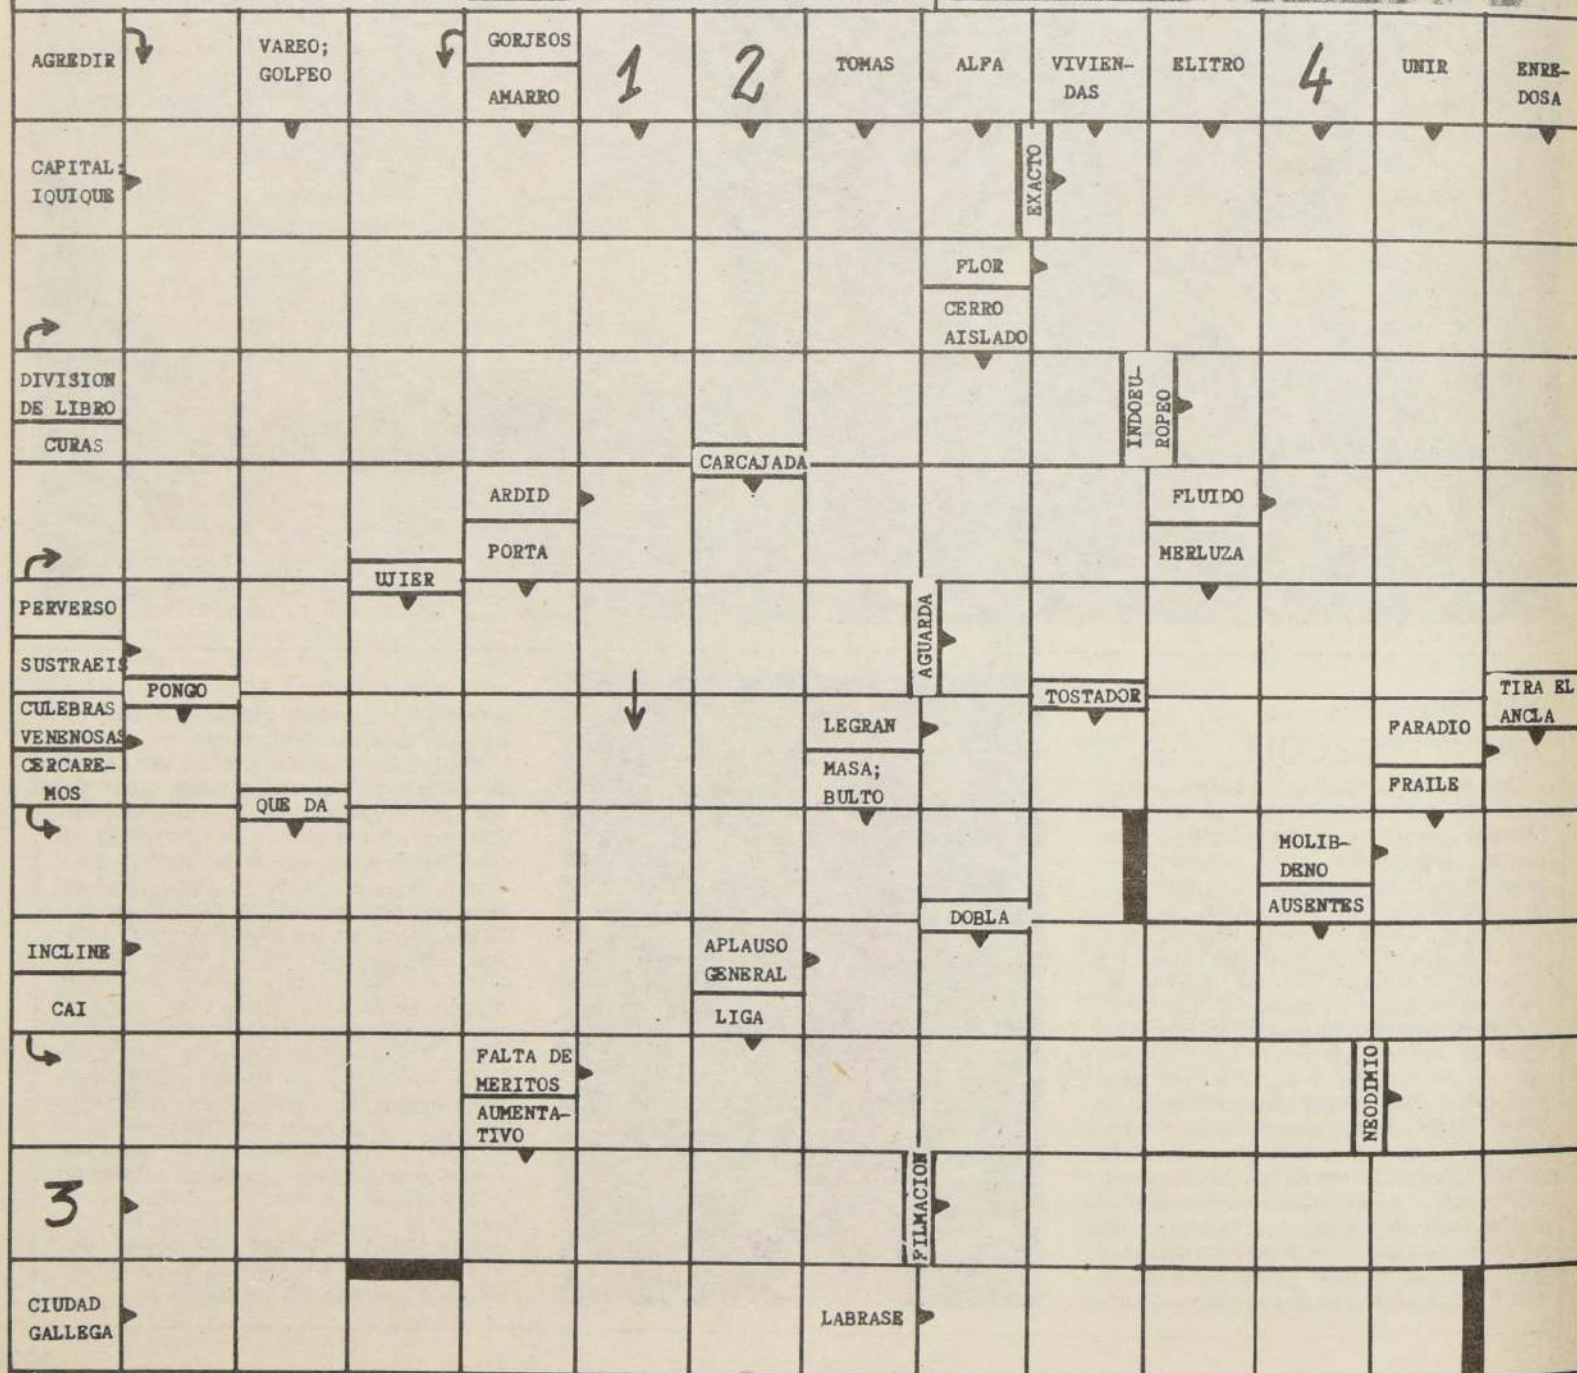 AGREDIR
VAREO;
GOLPEO
GORJEOS
AMARRO
1
2
TOMAS
ALFA
VIVIEN-
DAS
ELITRO
4
UNIR
ENRE-
DOSA
CAPITAL:
IQUIQUE
EXACTO
FLOR
CERRO
AISLADO
DIVISION
DE LIBRO
CURAS
INDOEU-
ROPEO
CARCAJADA
ARDID
PORTA
FLUIDO
MERLUZA
UJIER
PERVERSO
SUSTRAEIS
AGUARDA
PONGO
TOSTADOR
TIRA EL
ANCLA
CULEBRAS
VENENOSAS
CERCARE-
MOS
LEGRAN
MASA;
BULTO
FARADIO
FRAILE
QUE DA
MOLIB-
DENO
AUSENTES
DOBLA
INCLINE
CAI
APLAUSO
GENERAL
LIGA
FALTA DE
MERITOS
AUMENTA-
TIVO
NEODIMIO
3
FILMACION
CIUDAD
GALLEGA
LABRASE